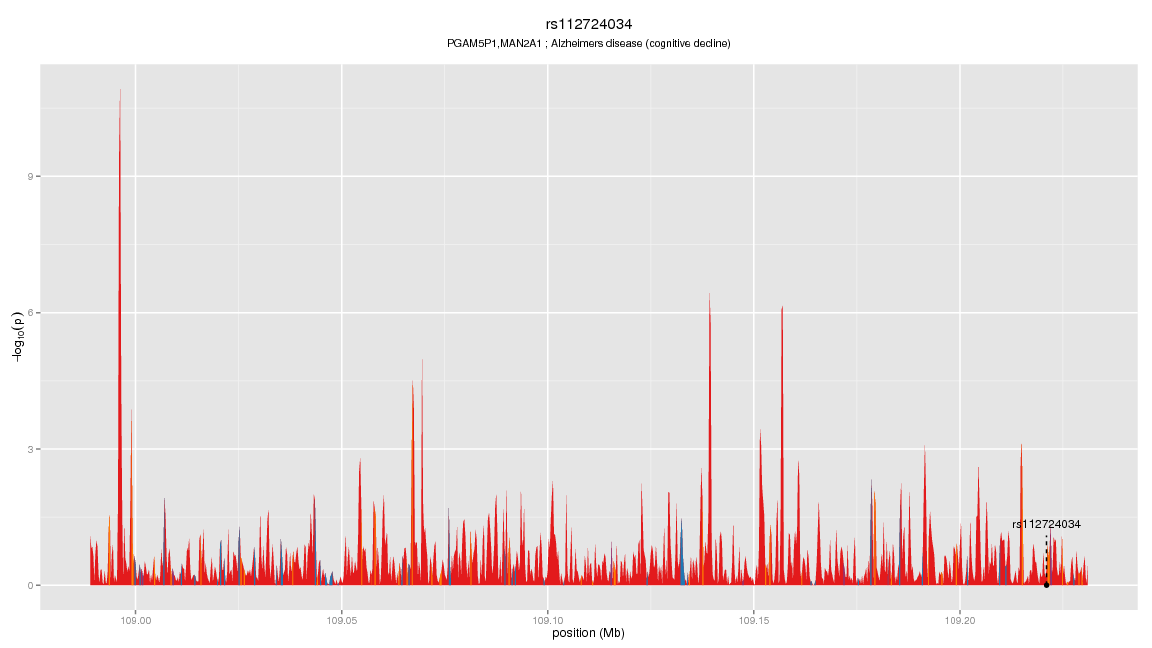 rs112724034
PGAM5P1,MAN2A1 ; Alzheimers disease (cognitive decline)
−log₁₀(p)
9
6
3
0
rs112724034
109.00 109.05 109.10 109.15 109.20
position (Mb)